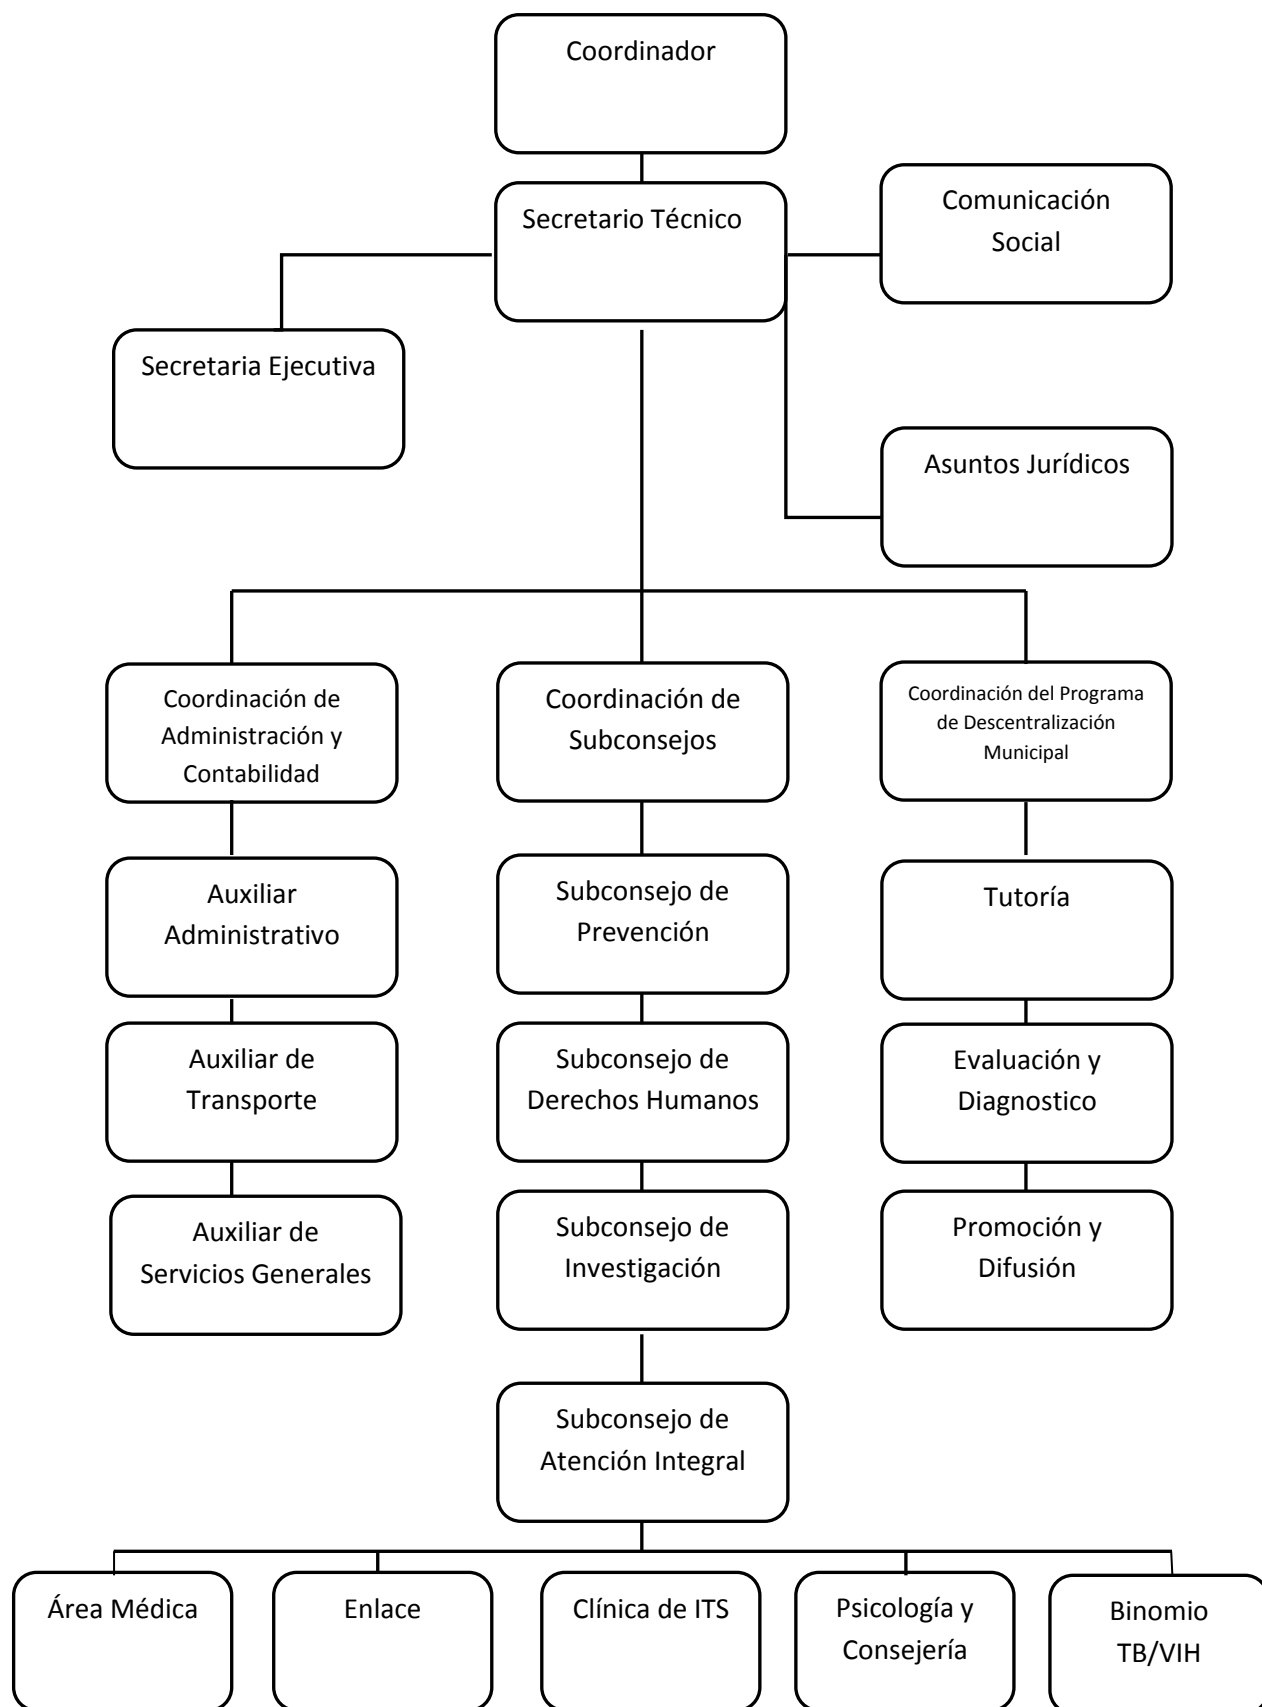 Coordinador
Secretario Técnico
Comunicación
Social
Secretaria Ejecutiva
Asuntos Jurídicos
Coordinación de
Administración y
Contabilidad
Coordinación de
Subconsejos
Coordinación del Programa
de Descentralización
Municipal
Auxiliar
Administrativo
Subconsejo de
Prevención
Tutoría
Auxiliar de
Transporte
Subconsejo de
Derechos Humanos
Evaluación y
Diagnostico
Auxiliar de
Servicios Generales
Subconsejo de
Investigación
Promoción y
Difusión
Subconsejo de
Atención Integral
Área Médica
Enlace
Clínica de ITS
Psicología y
Consejería
Binomio
TB/VIH